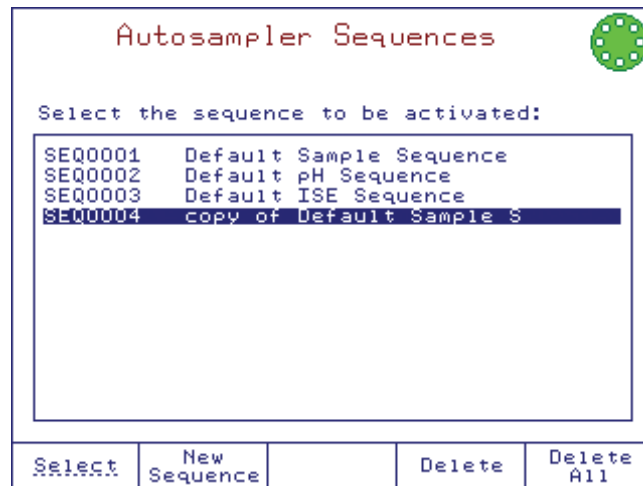 Autosampler Sequences
Select the sequence to be activated:
SEQ0001 Default Sample Sequence
SEQ0002 Default pH Sequence
SEQ0003 Default ISE Sequence
SEQ0004 copy of Default Sample S
Select
New
Sequence
Delete
Delete
All